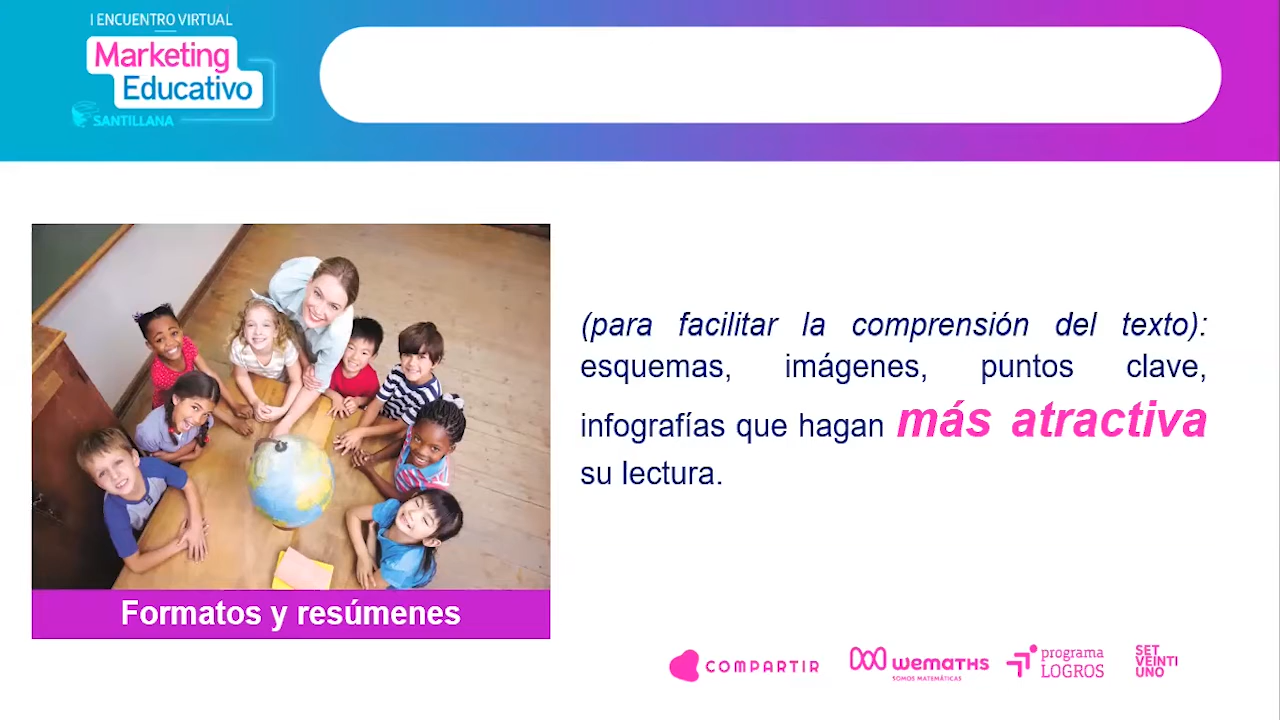 I ENCUENTRO VIRTUAL
Marketing
Educativo
SANTILLANA
(para facilitar la comprensión del texto):
esquemas, imágenes, puntos clave,
infografías que hagan más atractiva
su lectura.
Formatos y resúmenes
COMPARTIR
wemaths
SOMOS MATEMÁTICAS
programa
LOGROS
SET
VEINTI
UNO